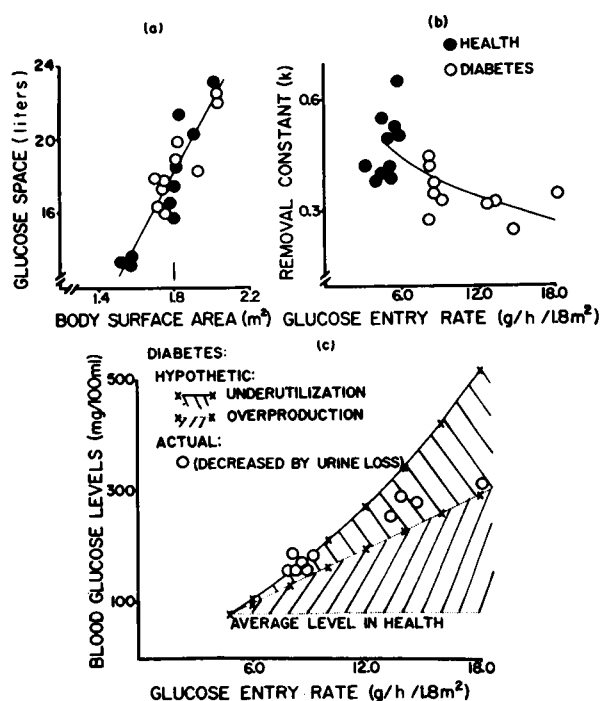 (a)
GLUCOSE SPACE (liters)
24
20
16
1.4
1.8
2.2
BODY SURFACE AREA (m²)
(b)
HEALTH
DIABETES
REMOVAL CONSTANT (k)
0.6
0.3
6.0
12.0
18.0
GLUCOSE ENTRY RATE (g/h/1.8m²)
(c)
DIABETES:
HYPOTHETIC:
UNDERUTILIZATION
OVERPRODUCTION
ACTUAL:
(DECREASED BY URINE LOSS)
BLOOD GLUCOSE LEVELS (mg/100ml)
500
300
100
AVERAGE LEVEL IN HEALTH
6.0
12.0
18.0
GLUCOSE ENTRY RATE (g/h/1.8m²)